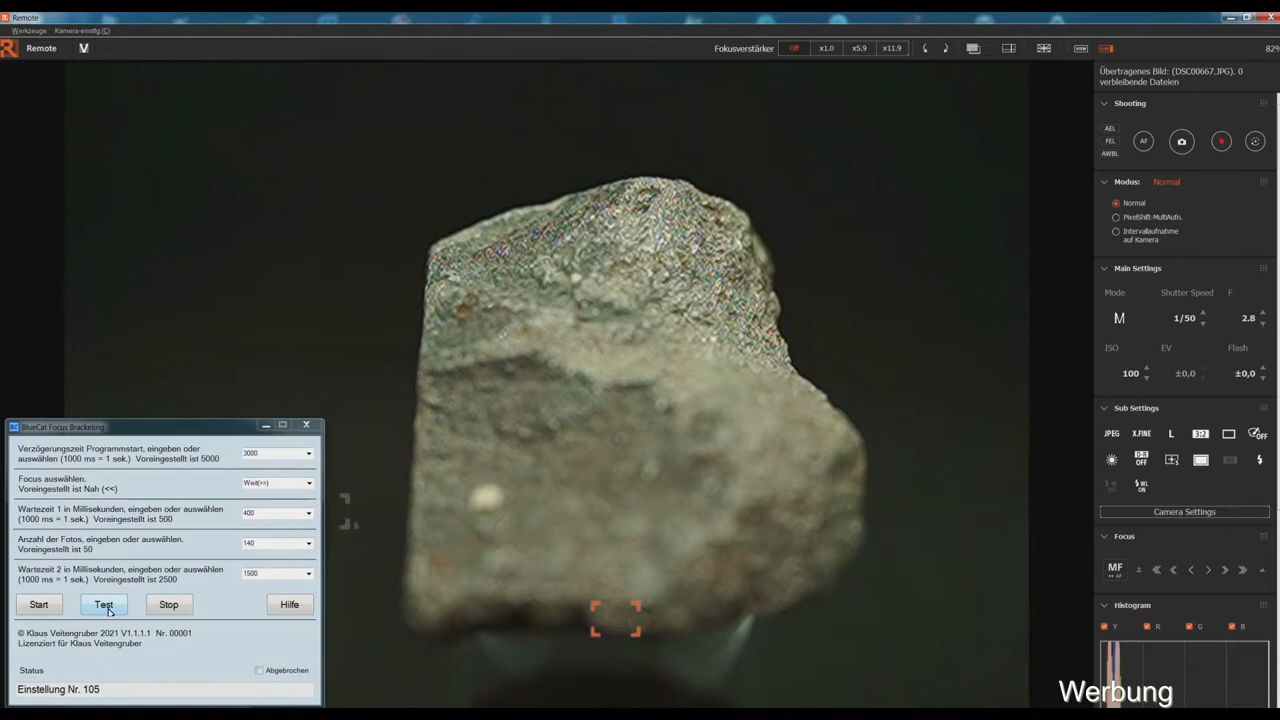 Remote
Werkzeuge Kamera-einstlg(C)
Remote V Fokusverstärker Off x1.0 x5.9 x11.9 VIEW 82%
Übertragenes Bild: (DSC00667.JPG). 0
verbleibende Dateien
Shooting
AEL
FEL
AWBL
AF
Modus: Normal
Normal
PixelShift-MultiAufn.
Intervallaufnahme
auf Kamera
Main Settings
Mode Shutter Speed F
M 1/50 2.8
ISO EV Flash
100 ±0,0 ±0,0
Sub Settings
JPEG X.FINE L 3:2 OFF
D-R
OFF
WL
ON
Camera Settings
Focus
MF
AF
Histogram
Y R G B
BlueCat Focus Bracketing
Verzögerungszeit Programmstart, eingeben oder
auswählen (1000 ms = 1 sek.) Voreingestellt ist 5000
3000
Focus auswählen.
Voreingestellt ist Nah (<<)
Weit(>>)
Wartezeit 1 in Millisekunden, eingeben oder auswählen
(1000 ms = 1 sek.) Voreingestellt ist 500
400
Anzahl der Fotos, eingeben oder auswählen.
Voreingestellt ist 50
140
Wartezeit 2 in Millisekunden, eingeben oder auswählen
(1000 ms = 1 sek.) Voreingestellt ist 2500
1500
Start Test Stop Hilfe
© Klaus Veitengruber 2021 V1.1.1.1 Nr. 00001
Lizenziert für Klaus Veitengruber
Status Abgebrochen
Einstellung Nr. 105
Werbung